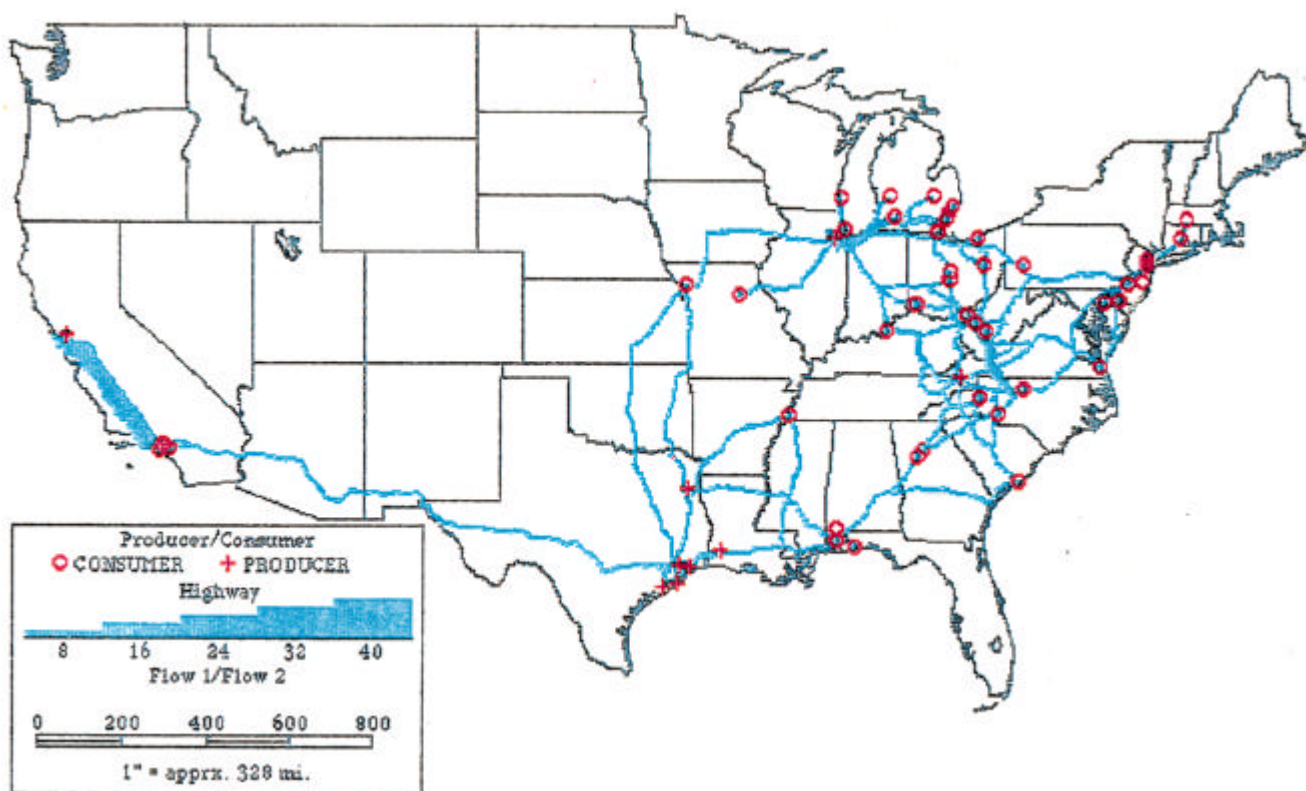 Producer/Consumer
CONSUMER PRODUCER
Highway
8 16 24 32 40
Flow 1/Flow 2
0 200 400 600 800
1" = apprx. 328 mi.